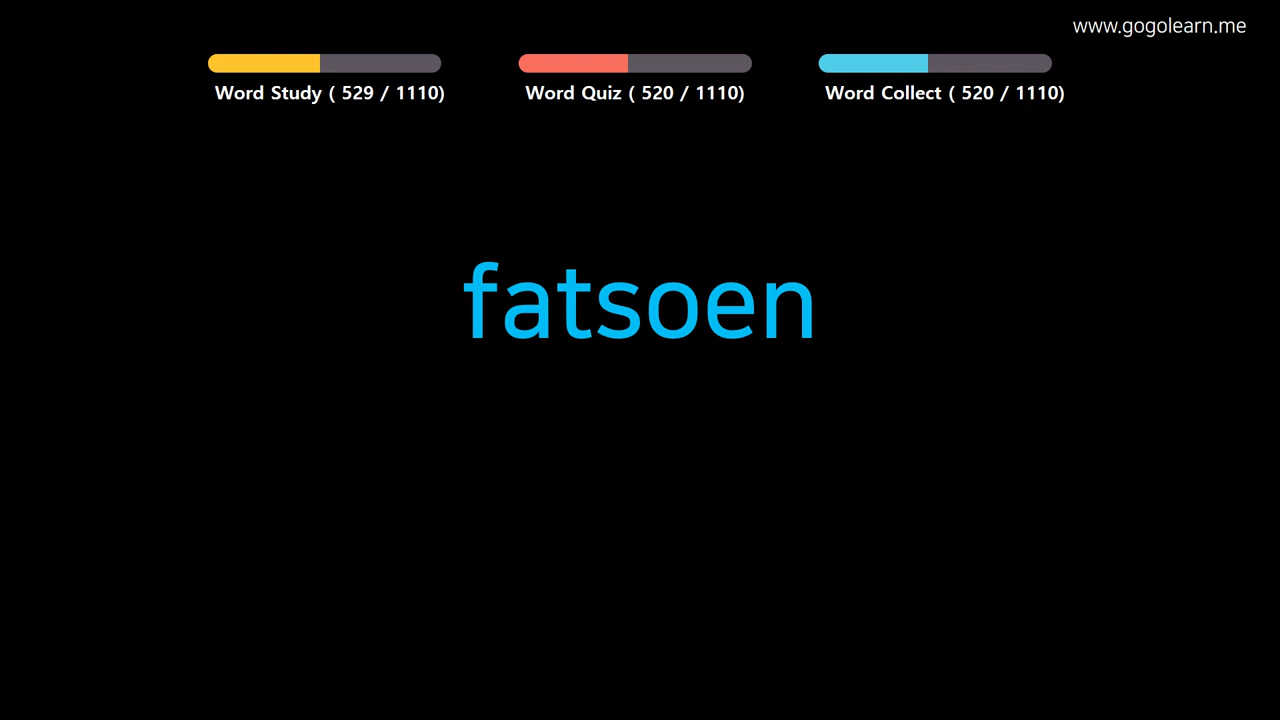 www.gogolearn.me
Word Study ( 529 / 1110)
Word Quiz ( 520 / 1110)
Word Collect ( 520 / 1110)
fatsoen